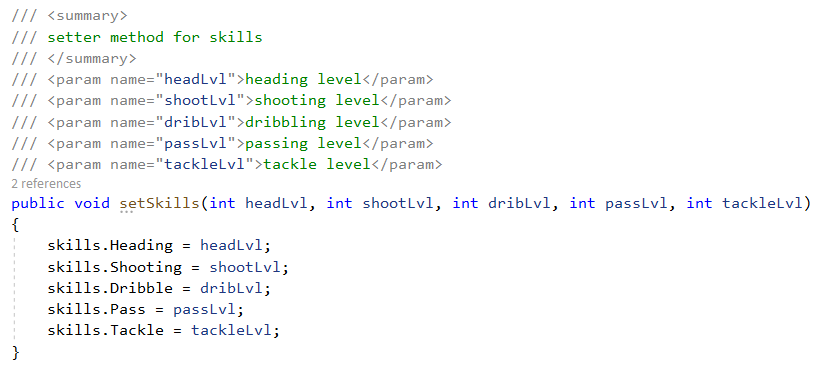 /// <summary>
/// setter method for skills
/// </summary>
/// <param name="headLvl">heading level</param>
/// <param name="shootLvl">shooting level</param>
/// <param name="dribLvl">dribbling level</param>
/// <param name="passLvl">passing level</param>
/// <param name="tackleLvl">tackle level</param>
2 references
public void setSkills(int headLvl, int shootLvl, int dribLvl, int passLvl, int tackleLvl)
{
    skills.Heading = headLvl;
    skills.Shooting = shootLvl;
    skills.Dribble = dribLvl;
    skills.Pass = passLvl;
    skills.Tackle = tackleLvl;
}